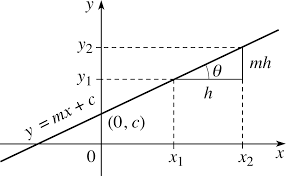 y
y₂
y₁
θ
mh
h
y = mx + c
(0, c)
0
x₁
x₂
x